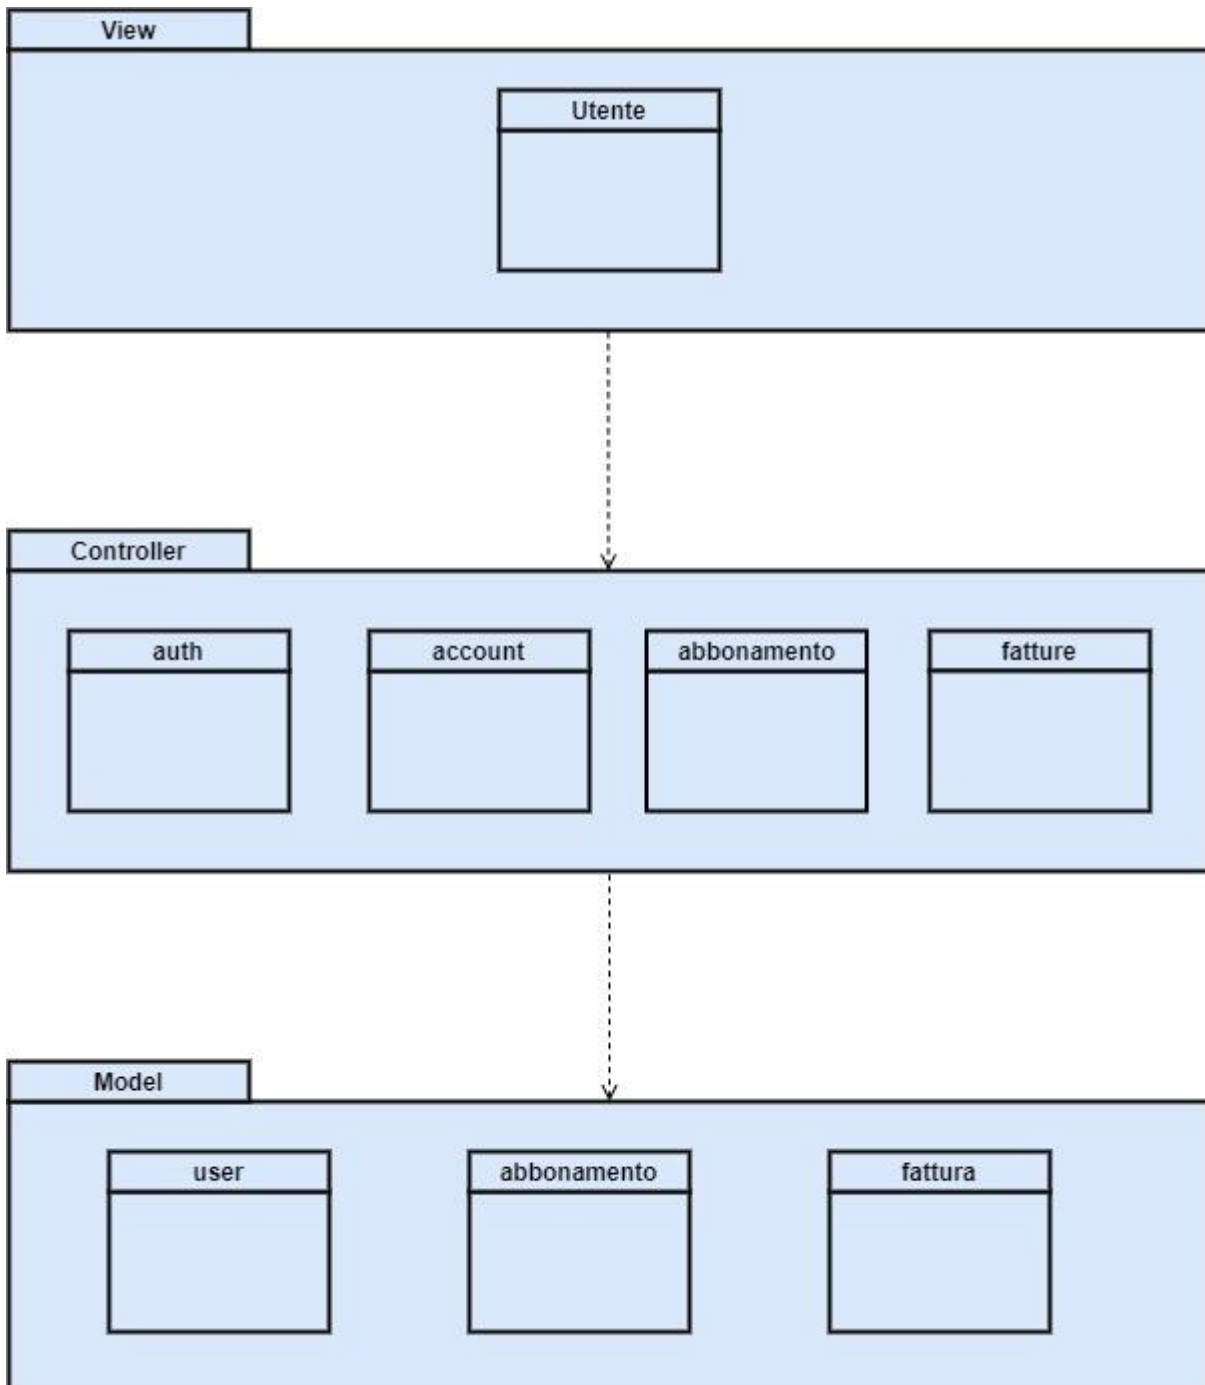 View
Utente
Controller
auth
account
abbonamento
fatture
Model
user
abbonamento
fattura